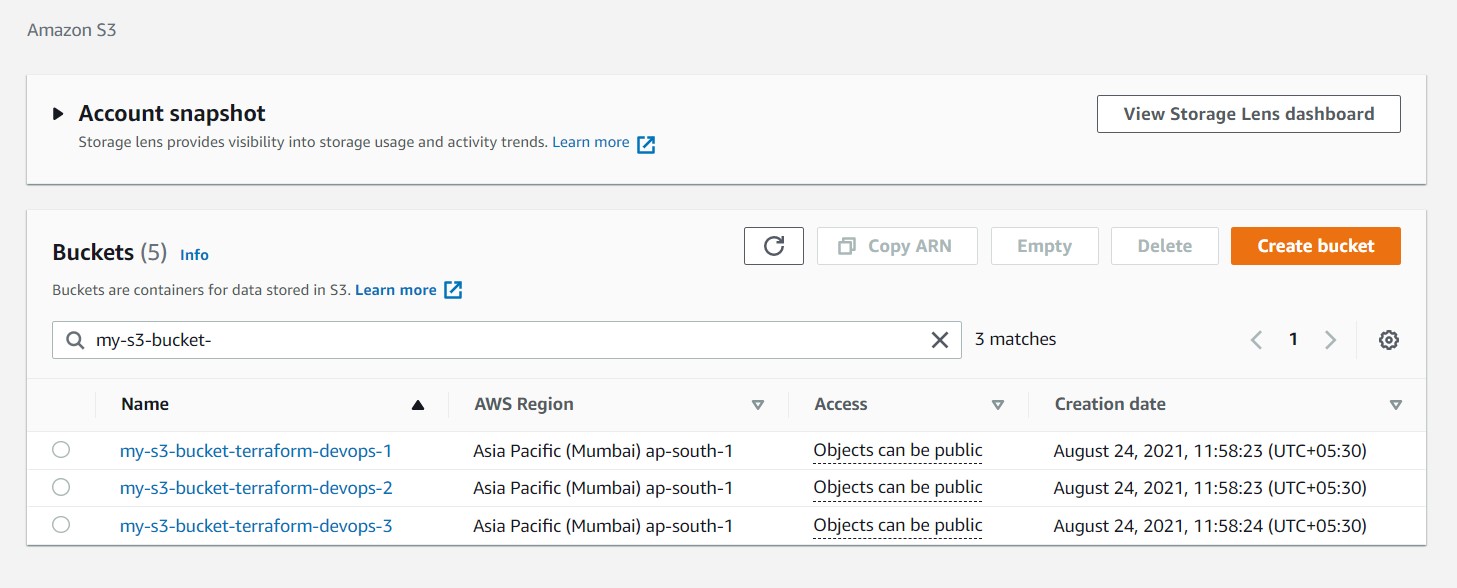 Amazon S3
Account snapshot
View Storage Lens dashboard
Storage lens provides visibility into storage usage and activity trends. Learn more
Buckets (5) Info
Copy ARN
Empty
Delete
Create bucket
Buckets are containers for data stored in S3. Learn more
my-s3-bucket-
3 matches
1
Name AWS Region Access Creation date
my-s3-bucket-terraform-devops-1 Asia Pacific (Mumbai) ap-south-1 Objects can be public August 24, 2021, 11:58:23 (UTC+05:30)
my-s3-bucket-terraform-devops-2 Asia Pacific (Mumbai) ap-south-1 Objects can be public August 24, 2021, 11:58:23 (UTC+05:30)
my-s3-bucket-terraform-devops-3 Asia Pacific (Mumbai) ap-south-1 Objects can be public August 24, 2021, 11:58:24 (UTC+05:30)